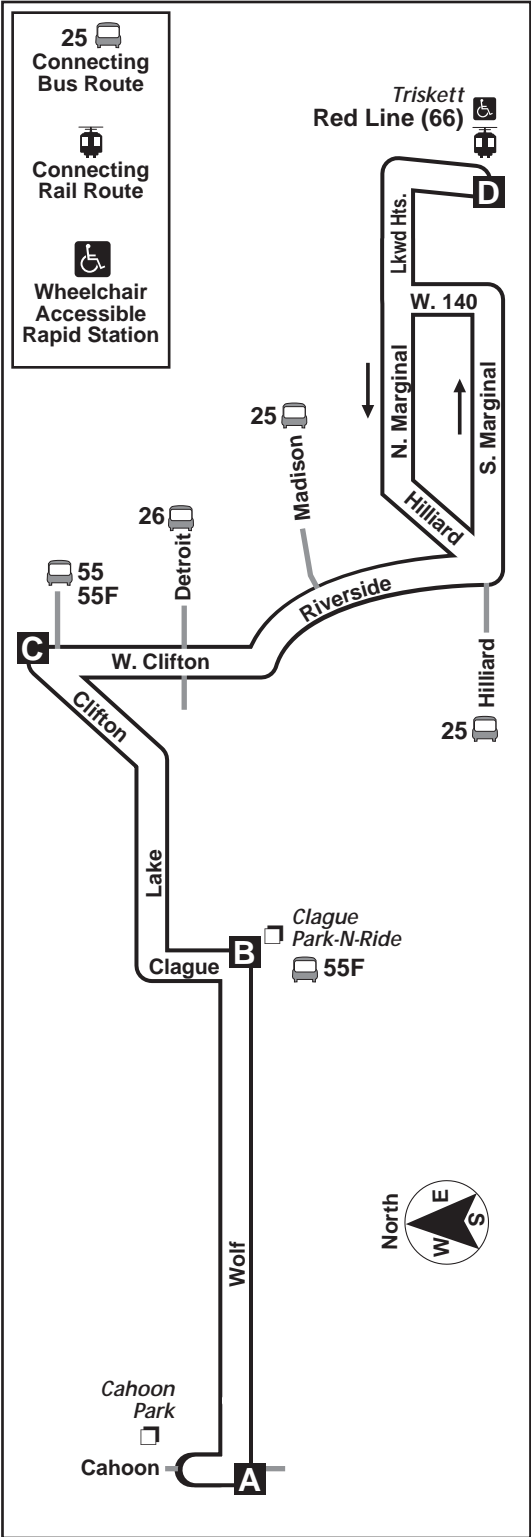 25
Connecting
Bus Route
Connecting
Rail Route
Wheelchair
Accessible
Rapid Station
Triskett
Red Line (66)
D
Lkwd Hts.
W. 140
N. Marginal
S. Marginal
Hilliard
25
Madison
26
Detroit
55
55F
Riverside
C
W. Clifton
Hilliard
25
Clifton
Lake
Clague
Park-N-Ride
B
Clague
55F
North
E
S
W
Wolf
Cahoon
Park
Cahoon
A